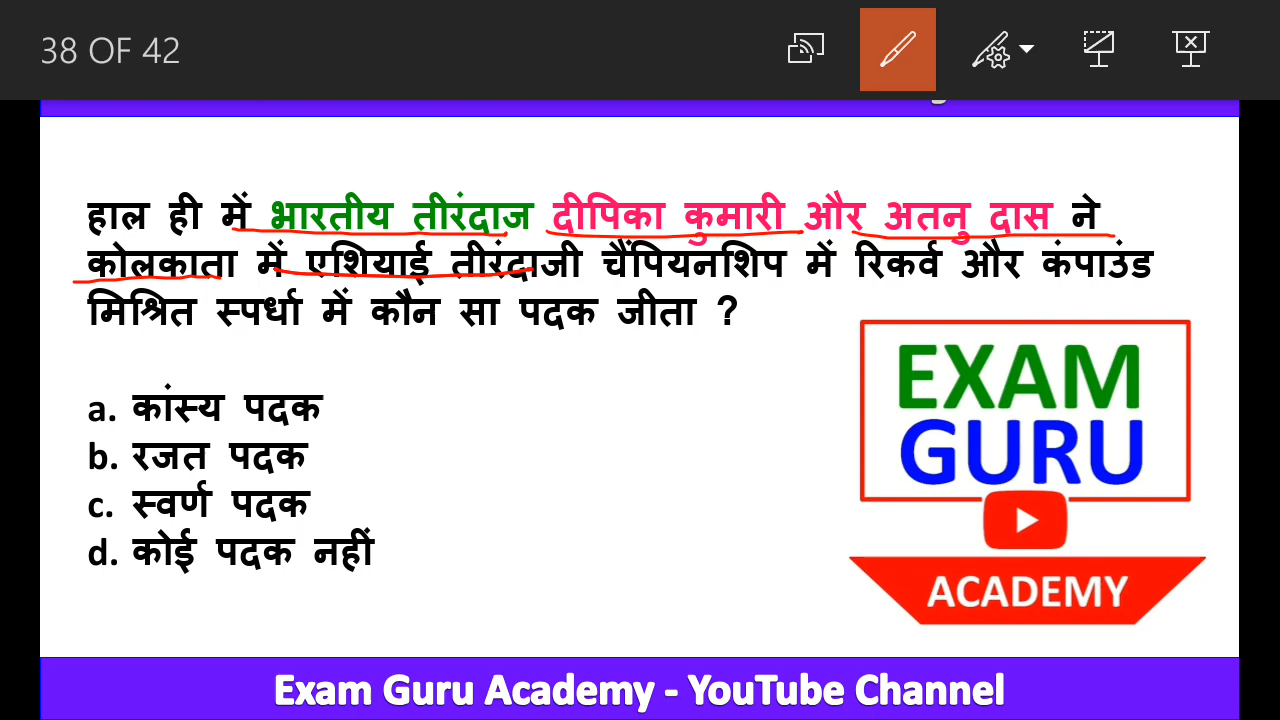 38 OF 42
हाल ही में भारतीय तीरंदाज दीपिका कुमारी और अतनु दास ने
कोलकाता में एशियाई तीरंदाजी चैंपियनशिप में रिकर्व और कंपाउंड
मिश्रित स्पर्धा में कौन सा पदक जीता ?
a. कांस्य पदक
b. रजत पदक
c. स्वर्ण पदक
d. कोई पदक नहीं
EXAM
GURU
ACADEMY
Exam Guru Academy - YouTube Channel